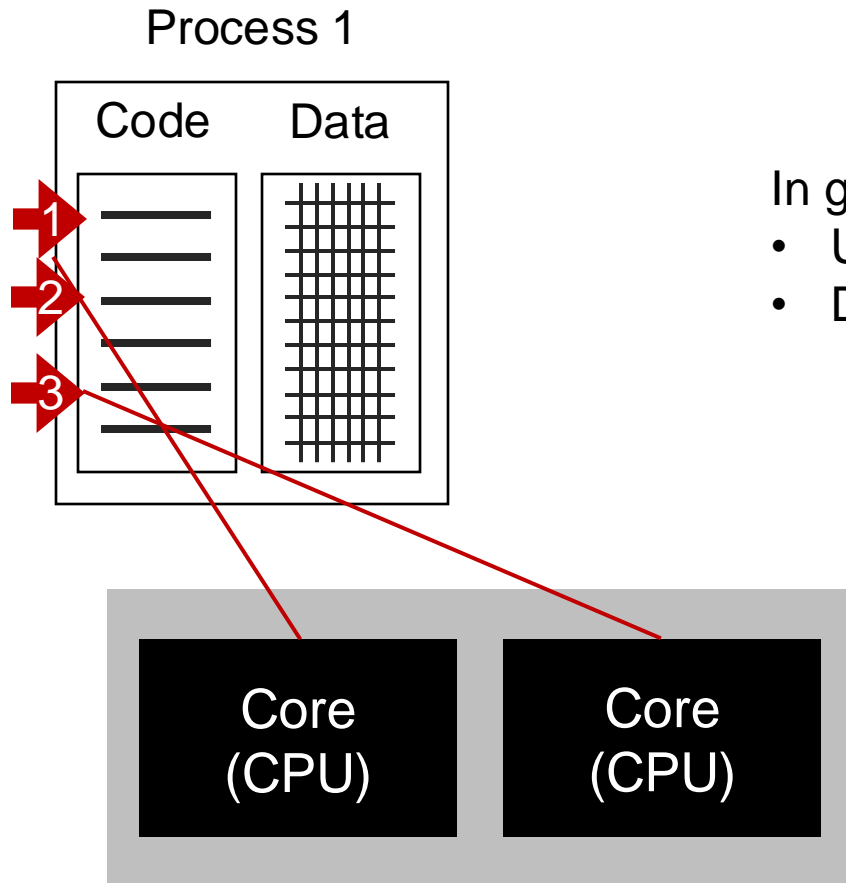 Process 1
Code Data
1
2
3
In g
• U
• D
Core
(CPU)
Core
(CPU)